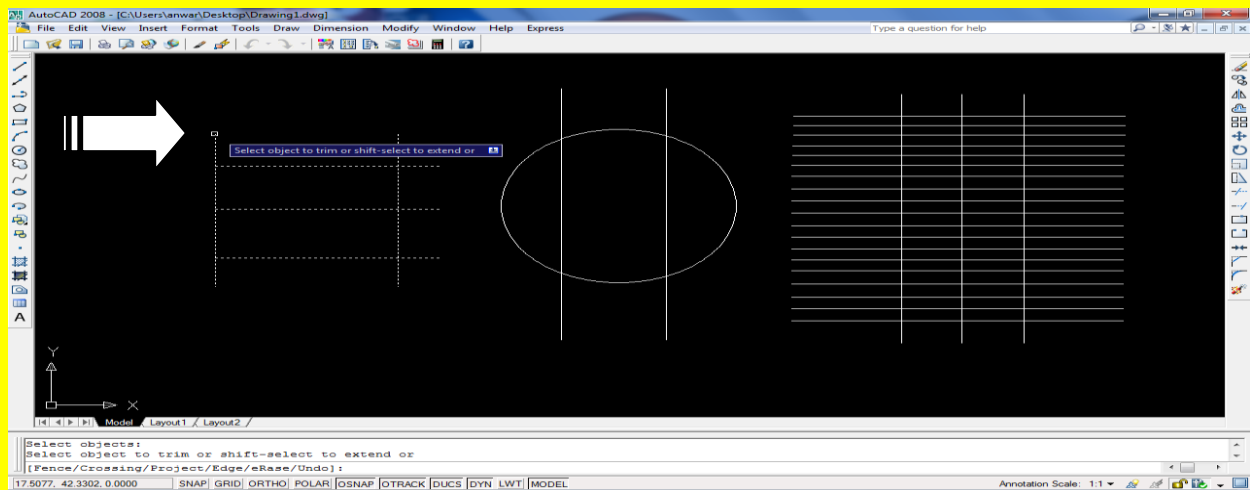 AutoCAD 2008 - [C:\Users\anwar\Desktop\Drawing1.dwg]
File Edit View Insert Format Tools Draw Dimension Modify Window Help Express Type a question for help
Select object to trim or shift-select to extend or
A
Y
X
Model Layout1 Layout2
Select objects:
Select object to trim or shift-select to extend or
[Fence/Crossing/Project/Edge/eRase/Undo]:
17.5077, 42.3302, 0.0000 SNAP GRID ORTHO POLAR OSNAP OTRACK DUCS DYN LWT MODEL Annotation Scale: 1:1